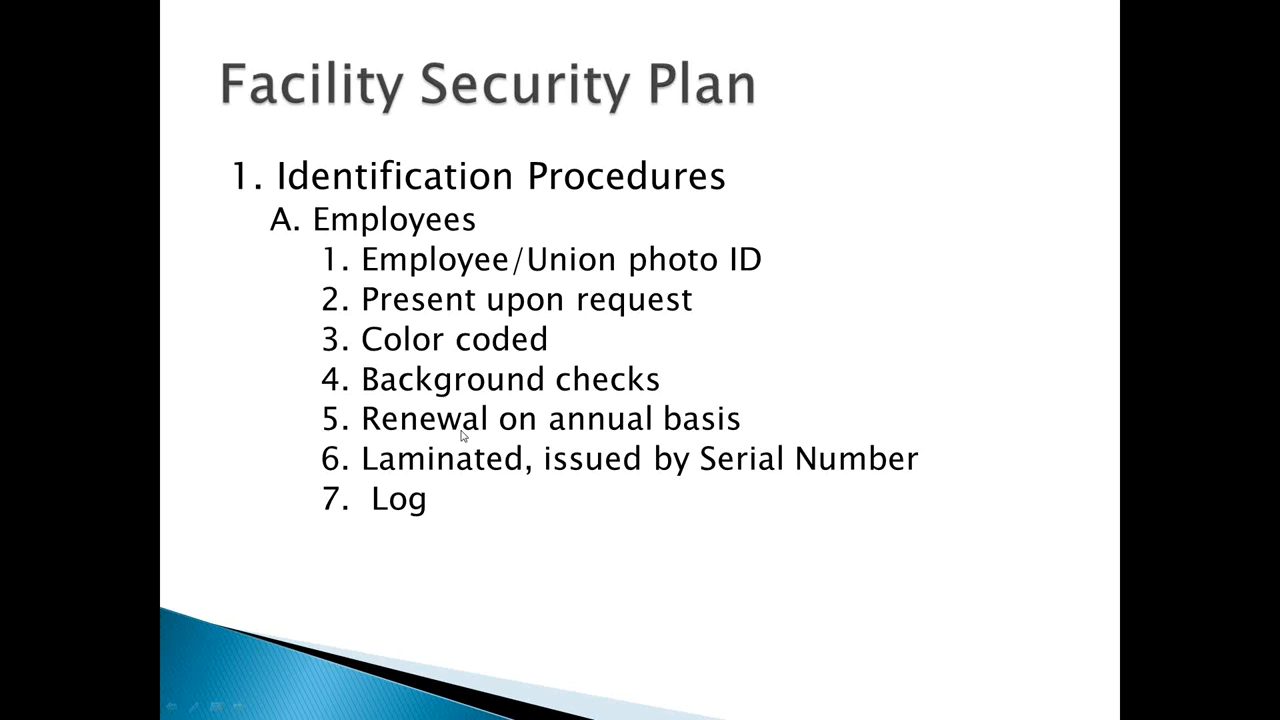 Facility Security Plan
1. Identification Procedures
A. Employees
1. Employee/Union photo ID
2. Present upon request
3. Color coded
4. Background checks
5. Renewal on annual basis
6. Laminated, issued by Serial Number
7. Log